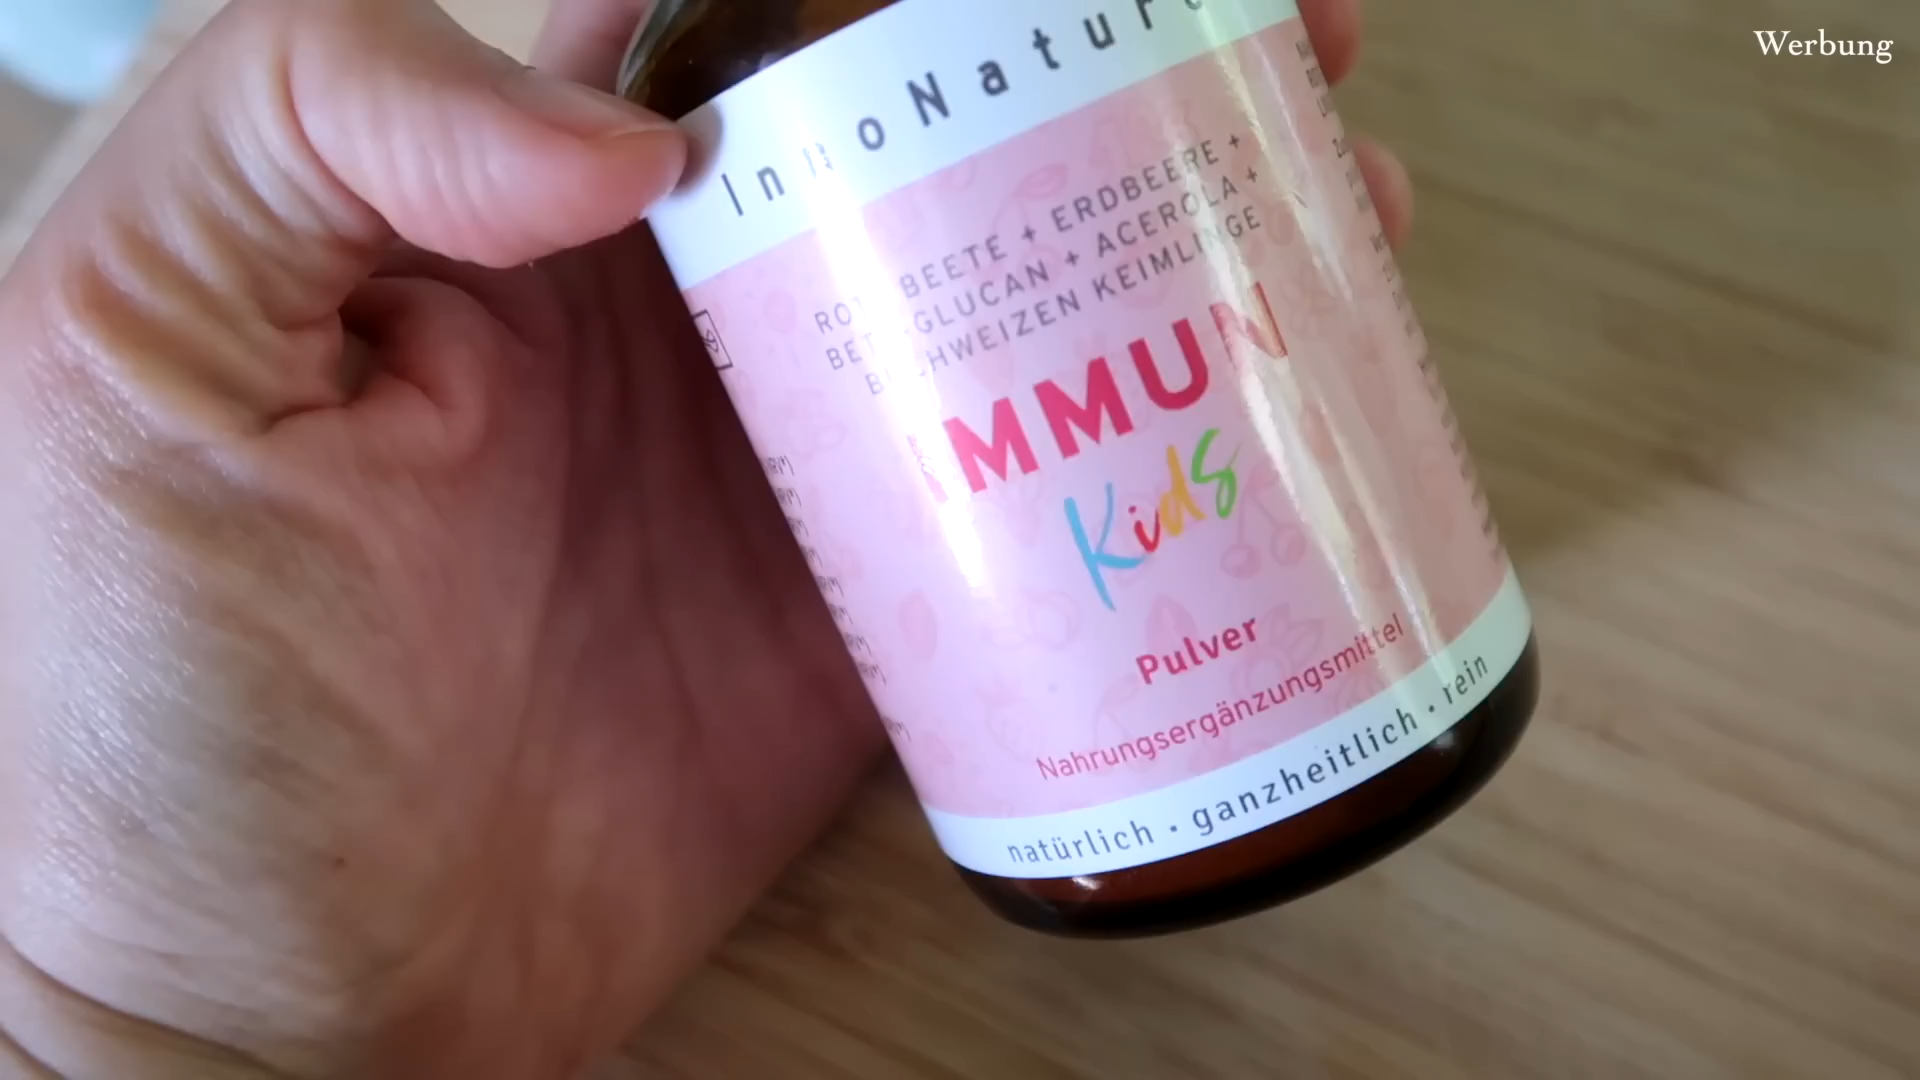 Werbung
InnoNature
ROTE BEETE + ERDBEERE +
BETA-GLUCAN + ACEROLA +
BUCHWEIZEN KEIMLINGE
IMMUN
Kids
Pulver
Nahrungsergänzungsmittel
natürlich · ganzheitlich · rein